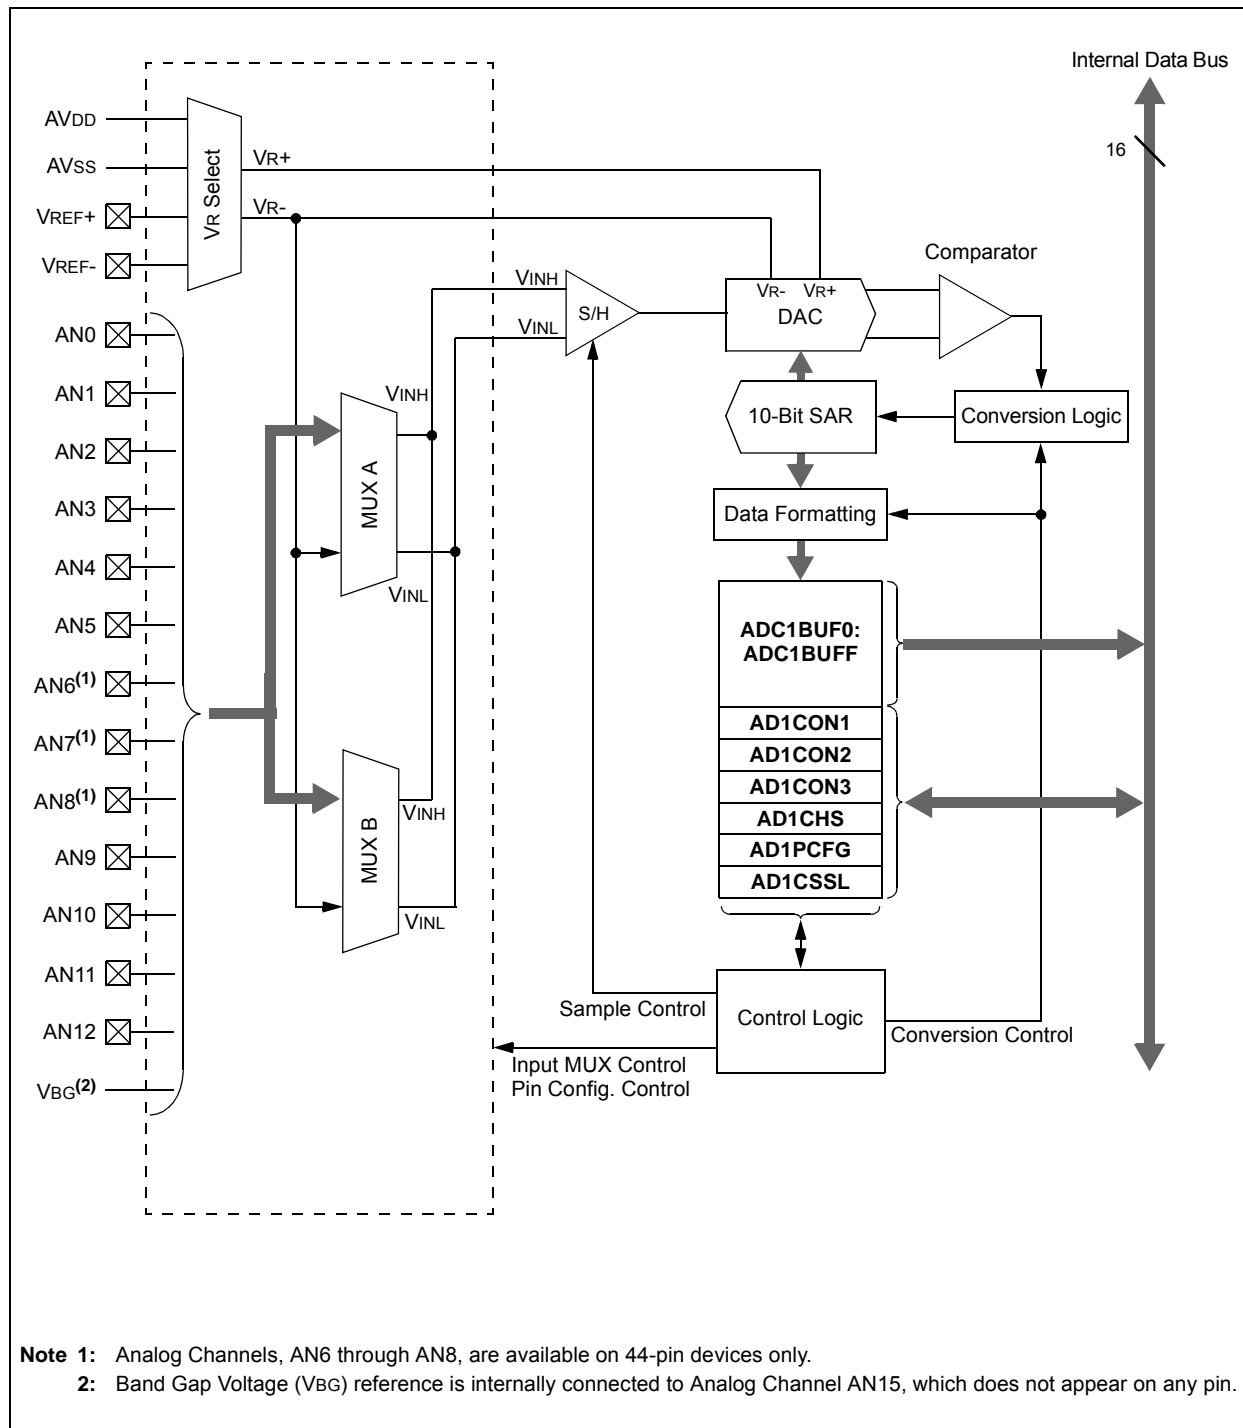 Internal Data Bus
AVDD
AVSS
VREF+
VREF-
VR Select
VR+
VR-
16
Comparator
VINH
VINL
S/H
VR- VR+
DAC
AN0
AN1
AN2
AN3
AN4
AN5
AN6(1)
AN7(1)
AN8(1)
AN9
AN10
AN11
AN12
VBG(2)
VINH
MUX A
VINL
MUX B
VINH
VINL
10-Bit SAR
Conversion Logic
Data Formatting
ADC1BUF0:
ADC1BUFF
AD1CON1
AD1CON2
AD1CON3
AD1CHS
AD1PCFG
AD1CSSL
Sample Control
Control Logic
Conversion Control
Input MUX Control
Pin Config. Control
Note 1: Analog Channels, AN6 through AN8, are available on 44-pin devices only.
2: Band Gap Voltage (VBG) reference is internally connected to Analog Channel AN15, which does not appear on any pin.